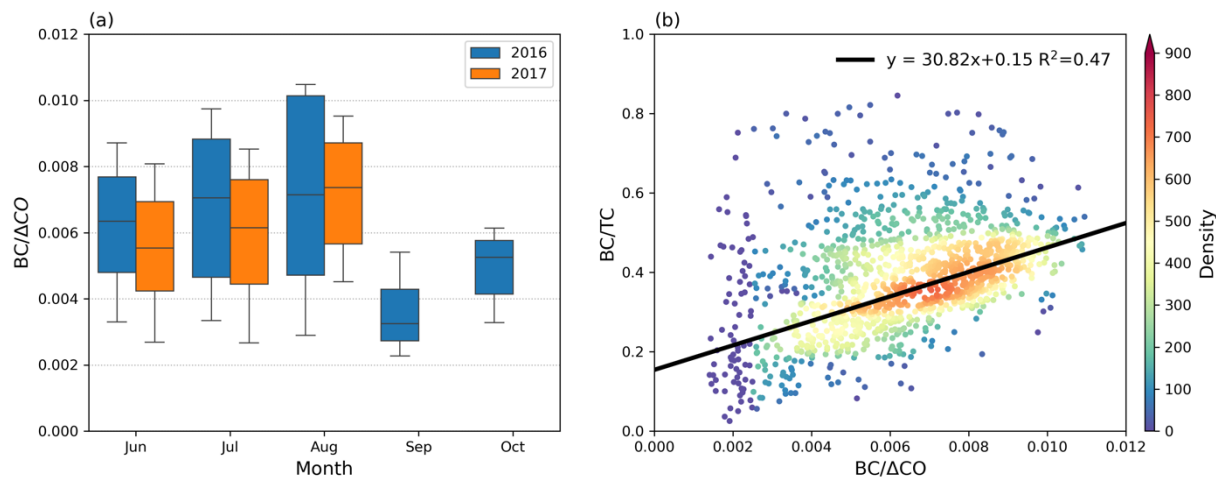 (a)
0.012
0.010
0.008
0.006
0.004
0.002
0.000
BC/ΔCO
2016
2017
Jun Jul Aug Sep Oct
Month
(b)
1.0
0.8
0.6
0.4
0.2
0.0
BC/TC
y = 30.82x+0.15 R²=0.47
0.000 0.002 0.004 0.006 0.008 0.010 0.012
BC/ΔCO
900
800
700
600
500
400
300
200
100
0
Density